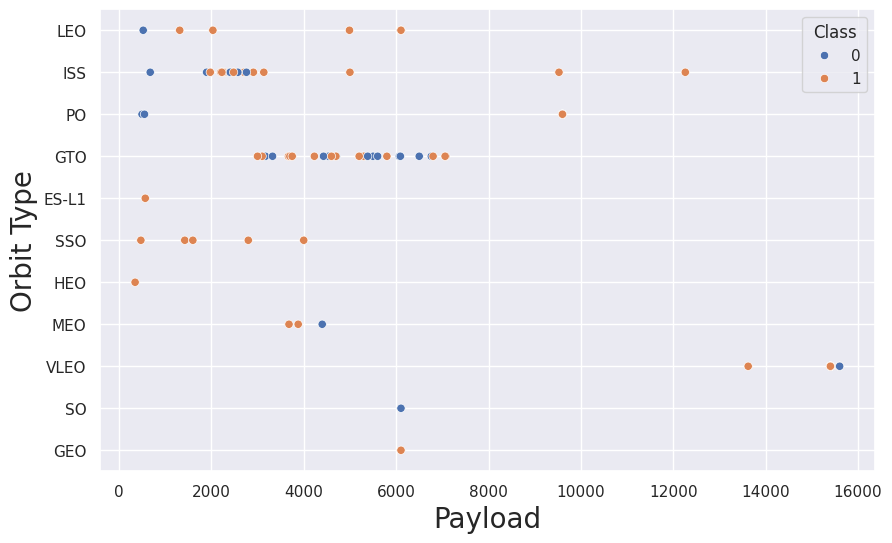 LEO
ISS
PO
GTO
ES-L1
SSO
HEO
MEO
VLEO
SO
GEO
Orbit Type
Class
0
1
0 2000 4000 6000 8000 10000 12000 14000 16000
Payload